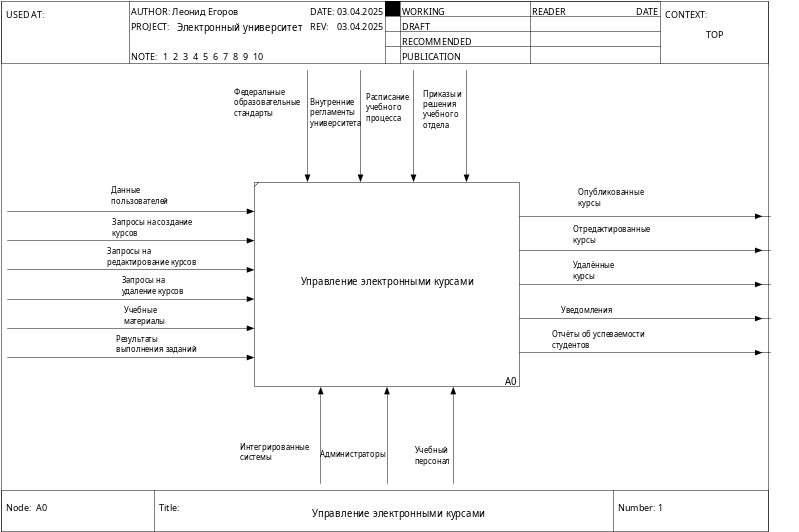 USED AT:
AUTHOR: Леонид Егоров
DATE: 03.04.2025
WORKING
READER
DATE
CONTEXT:
PROJECT: Электронный университет
REV: 03.04.2025
DRAFT
TOP
RECOMMENDED
NOTE: 1 2 3 4 5 6 7 8 9 10
PUBLICATION
Федеральные
образовательные
стандарты
Внутренние
регламенты
университета
Расписание
учебного
процесса
Приказы и
решения
учебного
отдела
Данные
пользователей
Запросы на создание
курсов
Запросы на
редактирование курсов
Запросы на
удаление курсов
Учебные
материалы
Результаты
выполнения заданий
Управление электронными курсами
A0
Опубликованные
курсы
Отредактированные
курсы
Удалённые
курсы
Уведомления
Отчёты об успеваемости
студентов
Интегрированные
системы
Администраторы
Учебный
персонал
Node: A0
Title:
Управление электронными курсами
Number: 1